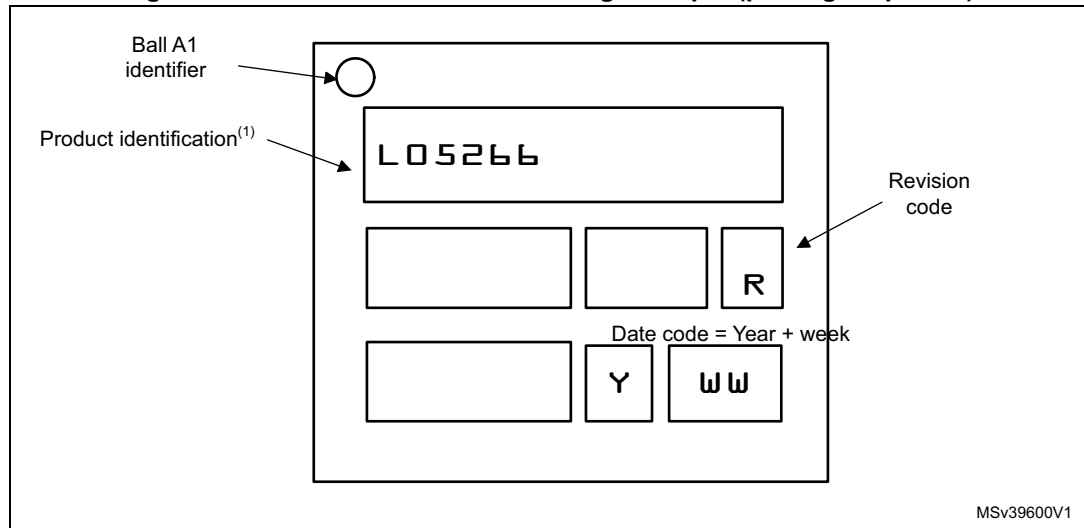 Ball A1
identifier
Product identification(1)
L05266
Revision
code
R
Date code = Year + week
Y WW
MSv39600V1